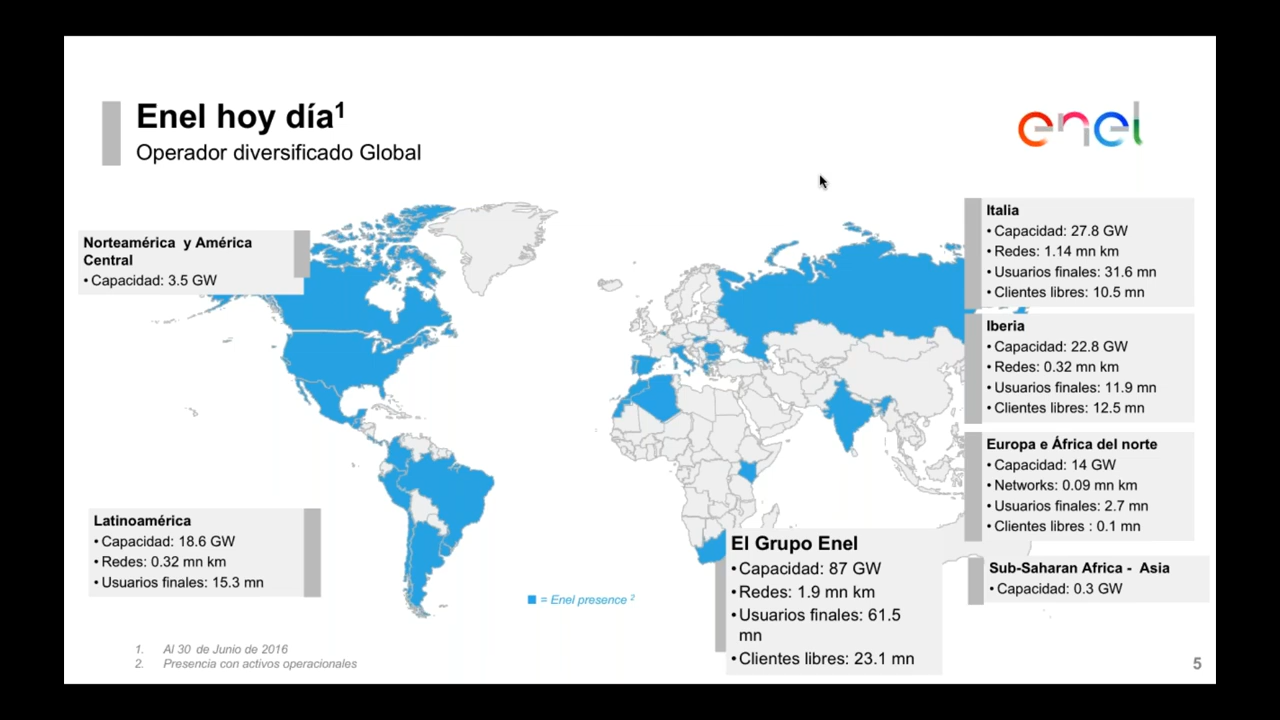 Enel hoy día¹
Operador diversificado Global
enel
Norteamérica y América
Central
• Capacidad: 3.5 GW
Latinoamérica
• Capacidad: 18.6 GW
• Redes: 0.32 mn km
• Usuarios finales: 15.3 mn
Italia
• Capacidad: 27.8 GW
• Redes: 1.14 mn km
• Usuarios finales: 31.6 mn
• Clientes libres: 10.5 mn
Iberia
• Capacidad: 22.8 GW
• Redes: 0.32 mn km
• Usuarios finales: 11.9 mn
• Clientes libres: 12.5 mn
Europa e África del norte
• Capacidad: 14 GW
• Networks: 0.09 mn km
• Usuarios finales: 2.7 mn
• Clientes libres : 0.1 mn
Sub-Saharan Africa - Asia
• Capacidad: 0.3 GW
El Grupo Enel
• Capacidad: 87 GW
• Redes: 1.9 mn km
• Usuarios finales: 61.5
mn
• Clientes libres: 23.1 mn
= Enel presence ²
1. Al 30 de Junio de 2016
2. Presencia con activos operacionales
5